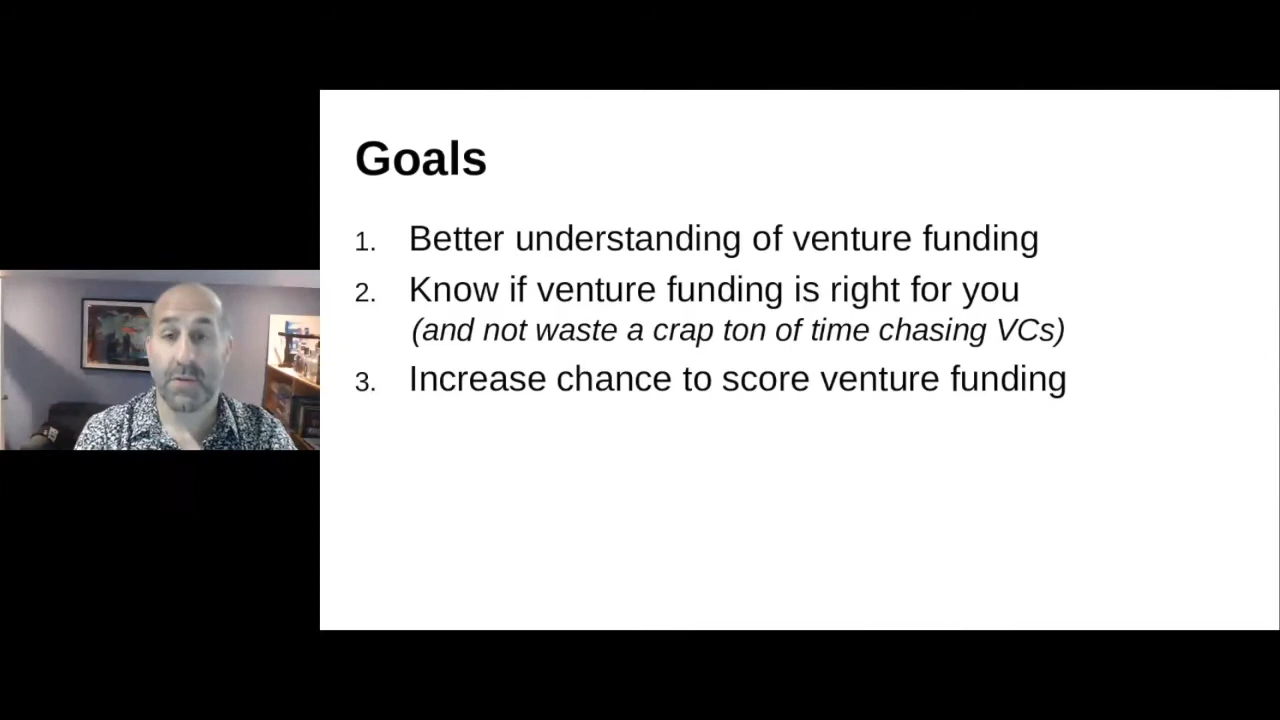 Goals
1. Better understanding of venture funding
2. Know if venture funding is right for you
(and not waste a crap ton of time chasing VCs)
3. Increase chance to score venture funding